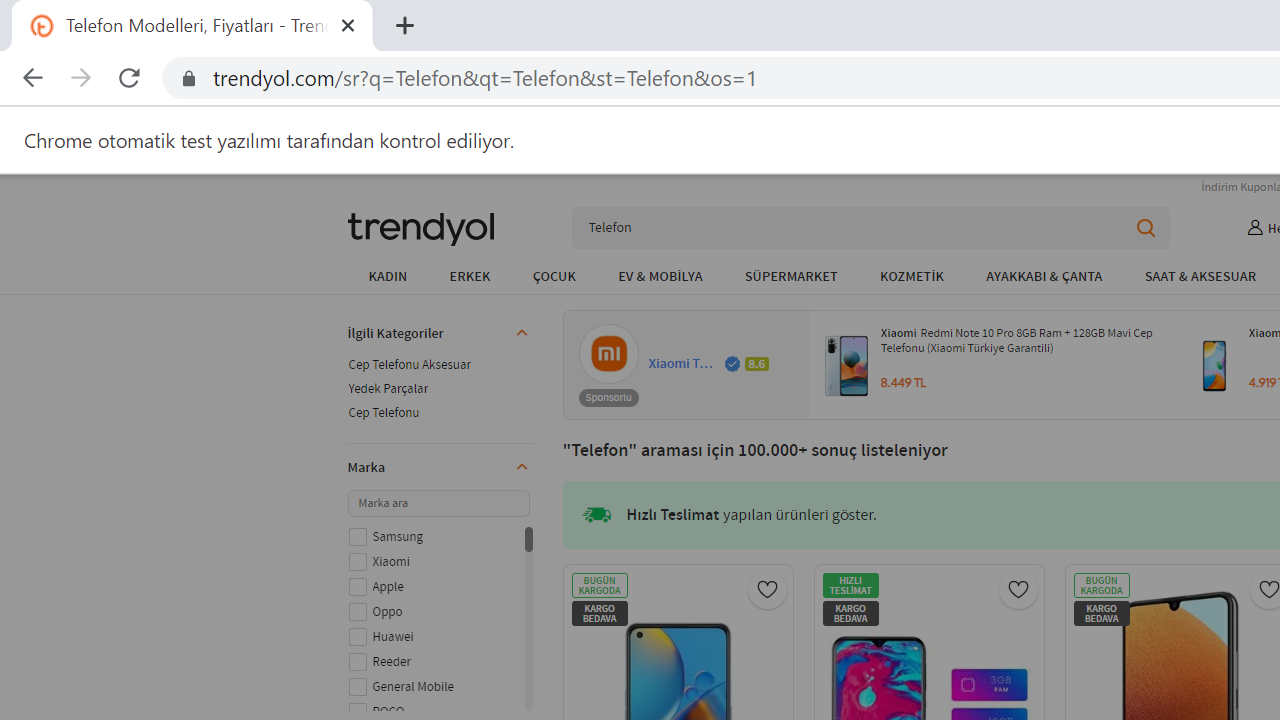 Telefon Modelleri, Fiyatları - Tren
trendyol.com/sr?q=Telefon&qt=Telefon&st=Telefon&os=1
Chrome otomatik test yazılımı tarafından kontrol ediliyor.
İndirim
trendyol
Telefon
KADIN
ERKEK
ÇOCUK
EV & MOBİLYA
SÜPERMARKET
KOZMETİK
AYAKKABI & ÇANTA
SAAT & AKSESUAR
İlgili Kategoriler
Cep Telefonu Aksesuar
Yedek Parçalar
Cep Telefonu
Marka
Marka ara
Samsung
Xiaomi
Apple
Oppo
Huawei
Reeder
General Mobile
mi
Sponsorlu
Xiaomi T... 8.6
Xiaomi Redmi Note 10 Pro 8GB Ram + 128GB Mavi Cep
Telefonu (Xiaomi Türkiye Garantili)
8.449 TL
Xiaom
4.919
"Telefon" araması için 100.000+ sonuç listeleniyor
Hızlı Teslimat yapılan ürünleri göster.
BUGÜN
KARGODA
KARGO
BEDAVA
HIZLI
TESLİMAT
KARGO
BEDAVA
3GB
RAM
BUGÜN
KARGODA
KARGO
BEDAVA